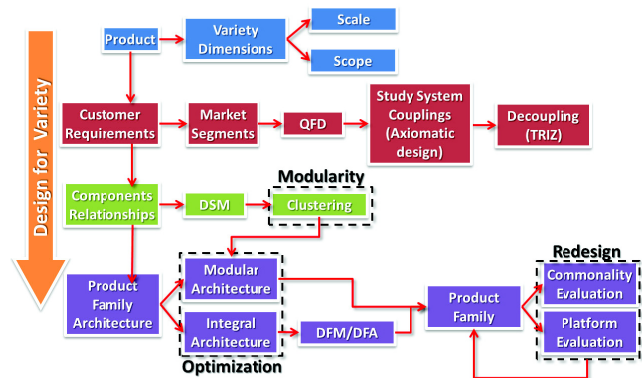 Design for Variety
Product
Variety
Dimensions
Scale
Scope
Customer
Requirements
Market
Segments
QFD
Study System
Couplings
(Axiomatic
design)
Decoupling
(TRIZ)
Modularity
Components
Relationships
DSM
Clustering
Redesign
Product
Family
Architecture
Modular
Architecture
Integral
Architecture
Optimization
DFM/DFA
Product
Family
Commonality
Evaluation
Platform
Evaluation